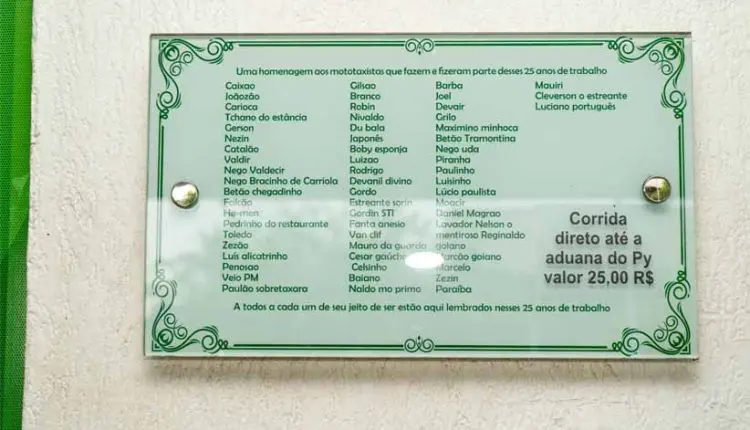 Uma homenagem aos mototaxistas que fazem e fizeram parte desses 25 anos de trabalho
Caixao
Joãozão
Carioca
Tchano do estância
Gerson
Nezin
Catalão
Valdir
Nego Valdecir
Nego Bracinho de Carriola
Betão chegadinho
Falcão
He-men
Pedrinho do restaurante
Toledo
Zezão
Luís alicatrinho
Penosao
Veio PM
Paulão sobretaxara
Gilsao
Branco
Robin
Nivaldo
Du bala
Japonês
Boby esponja
Luizao
Rodrigo
Devanil divino
Gordo
Estreante sorin
Gordin STI
Fanta anesio
Van clif
Mauro da guarda
Cesar gaúcho
Celsinho
Baiano
Naldo mo primo
Barba
Joel
Devair
Grilo
Maximino minhoca
Betão Tramontina
Nego uda
Piranha
Paulinho
Luisinho
Lúcio paulista
Moacir
Daniel Magrao
Lavador Nelson o
mentiroso Reginaldo
goiano
Marcão goiano
Marcelo
Zezin
Paraíba
Mauiri
Cleverson o estreante
Luciano português
Corrida
direto até a
aduana do Py
valor 25,00 R$
A todos a cada um de seu jeito de ser estão aqui lembrados nesses 25 anos de trabalho